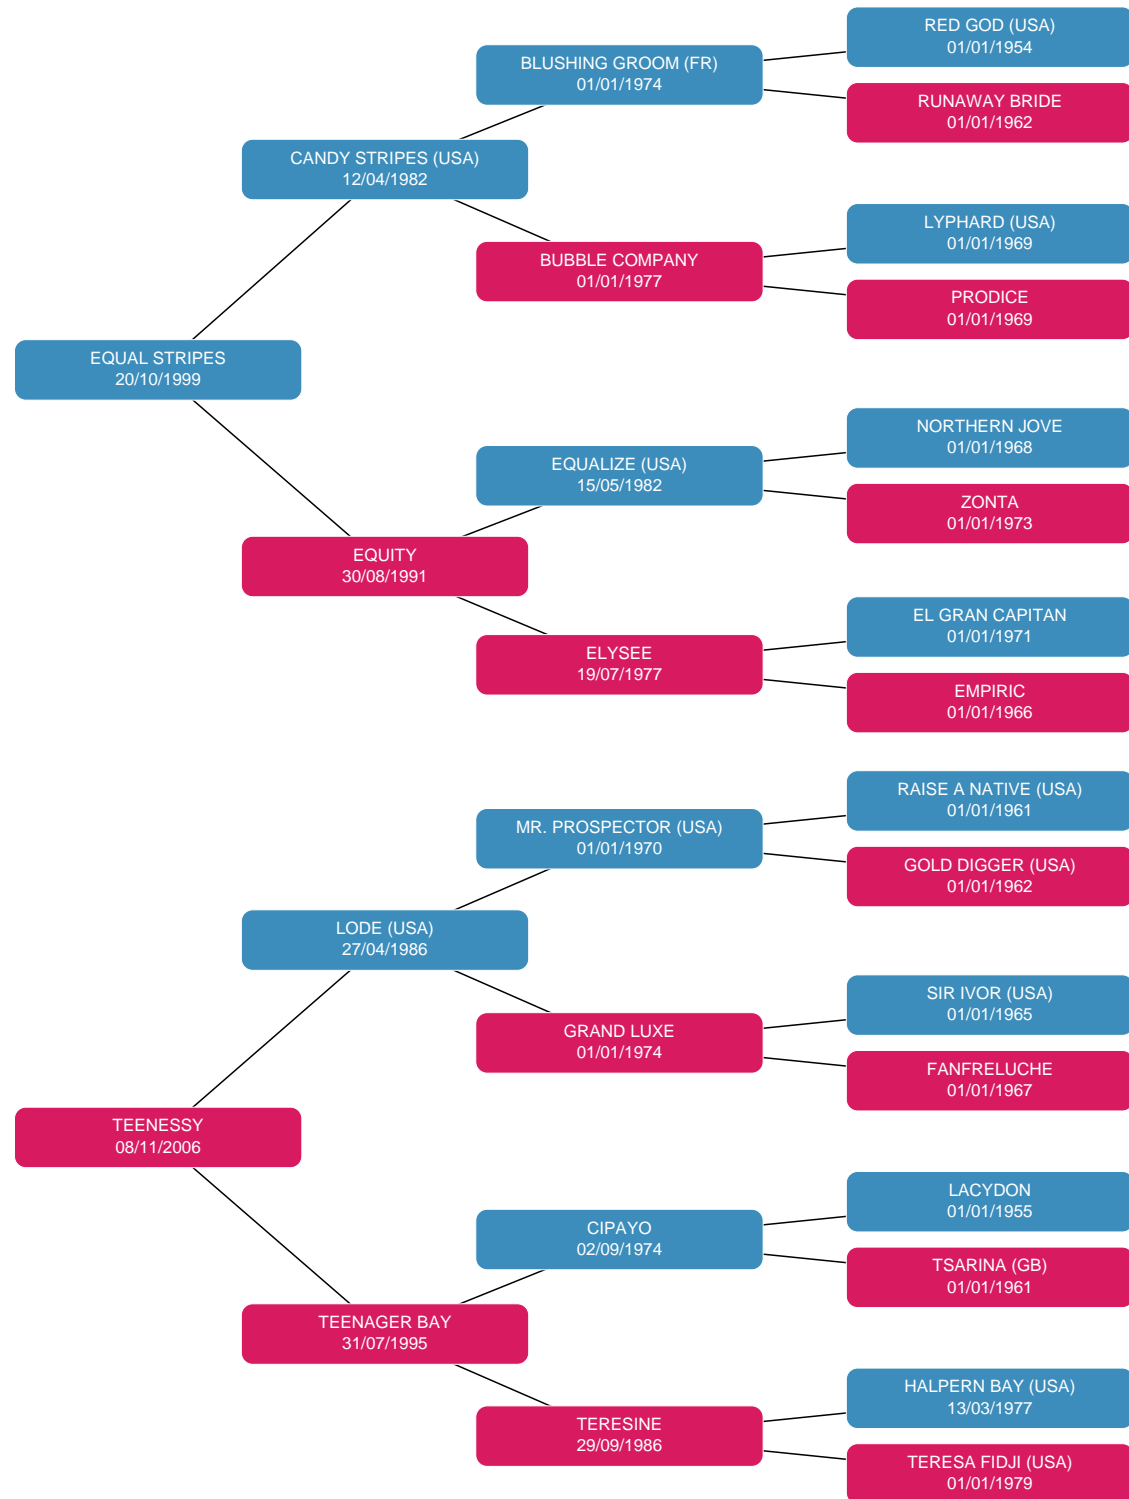 RED GOD (USA)
01/01/1954
BLUSHING GROOM (FR)
01/01/1974
RUNAWAY BRIDE
01/01/1962
CANDY STRIPES (USA)
12/04/1982
LYPHARD (USA)
01/01/1969
BUBBLE COMPANY
01/01/1977
PRODICE
01/01/1969
EQUAL STRIPES
20/10/1999
NORTHERN JOVE
01/01/1968
EQUALIZE (USA)
15/05/1982
ZONTA
01/01/1973
EQUITY
30/08/1991
EL GRAN CAPITAN
01/01/1971
ELYSEE
19/07/1977
EMPIRIC
01/01/1966
RAISE A NATIVE (USA)
01/01/1961
MR. PROSPECTOR (USA)
01/01/1970
GOLD DIGGER (USA)
01/01/1962
LODE (USA)
27/04/1986
SIR IVOR (USA)
01/01/1965
GRAND LUXE
01/01/1974
FANFRELUCHE
01/01/1967
TEENESSY
08/11/2006
LACYDON
01/01/1955
CIPAYO
02/09/1974
TSARINA (GB)
01/01/1961
TEENAGER BAY
31/07/1995
HALPERN BAY (USA)
13/03/1977
TERESINE
29/09/1986
TERESA FIDJI (USA)
01/01/1979